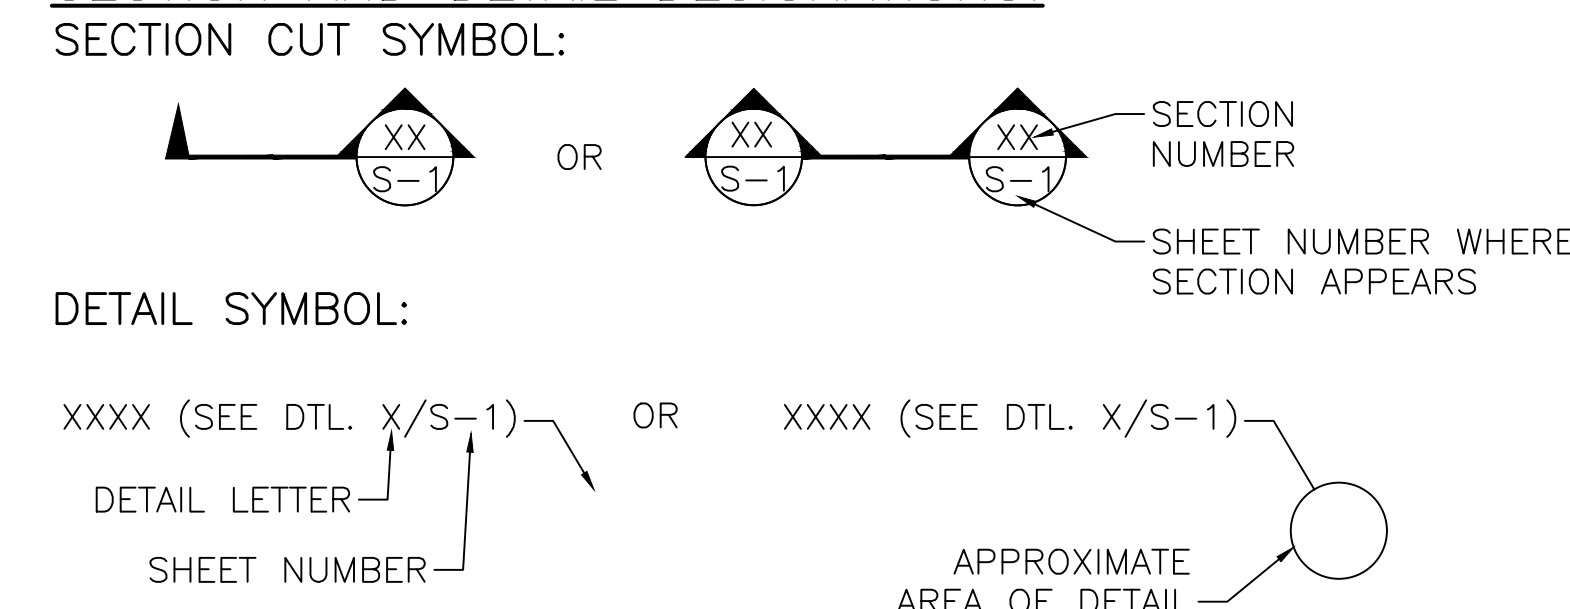 SECTION CUT SYMBOL:
XX
S-1
OR
XX
S-1
XX
S-1
SECTION
NUMBER
SHEET NUMBER WHERE
SECTION APPEARS
DETAIL SYMBOL:
XXXX (SEE DTL. X/S-1)
OR
XXXX (SEE DTL. X/S-1)
DETAIL LETTER
SHEET NUMBER
APPROXIMATE
AREA OF DETAIL